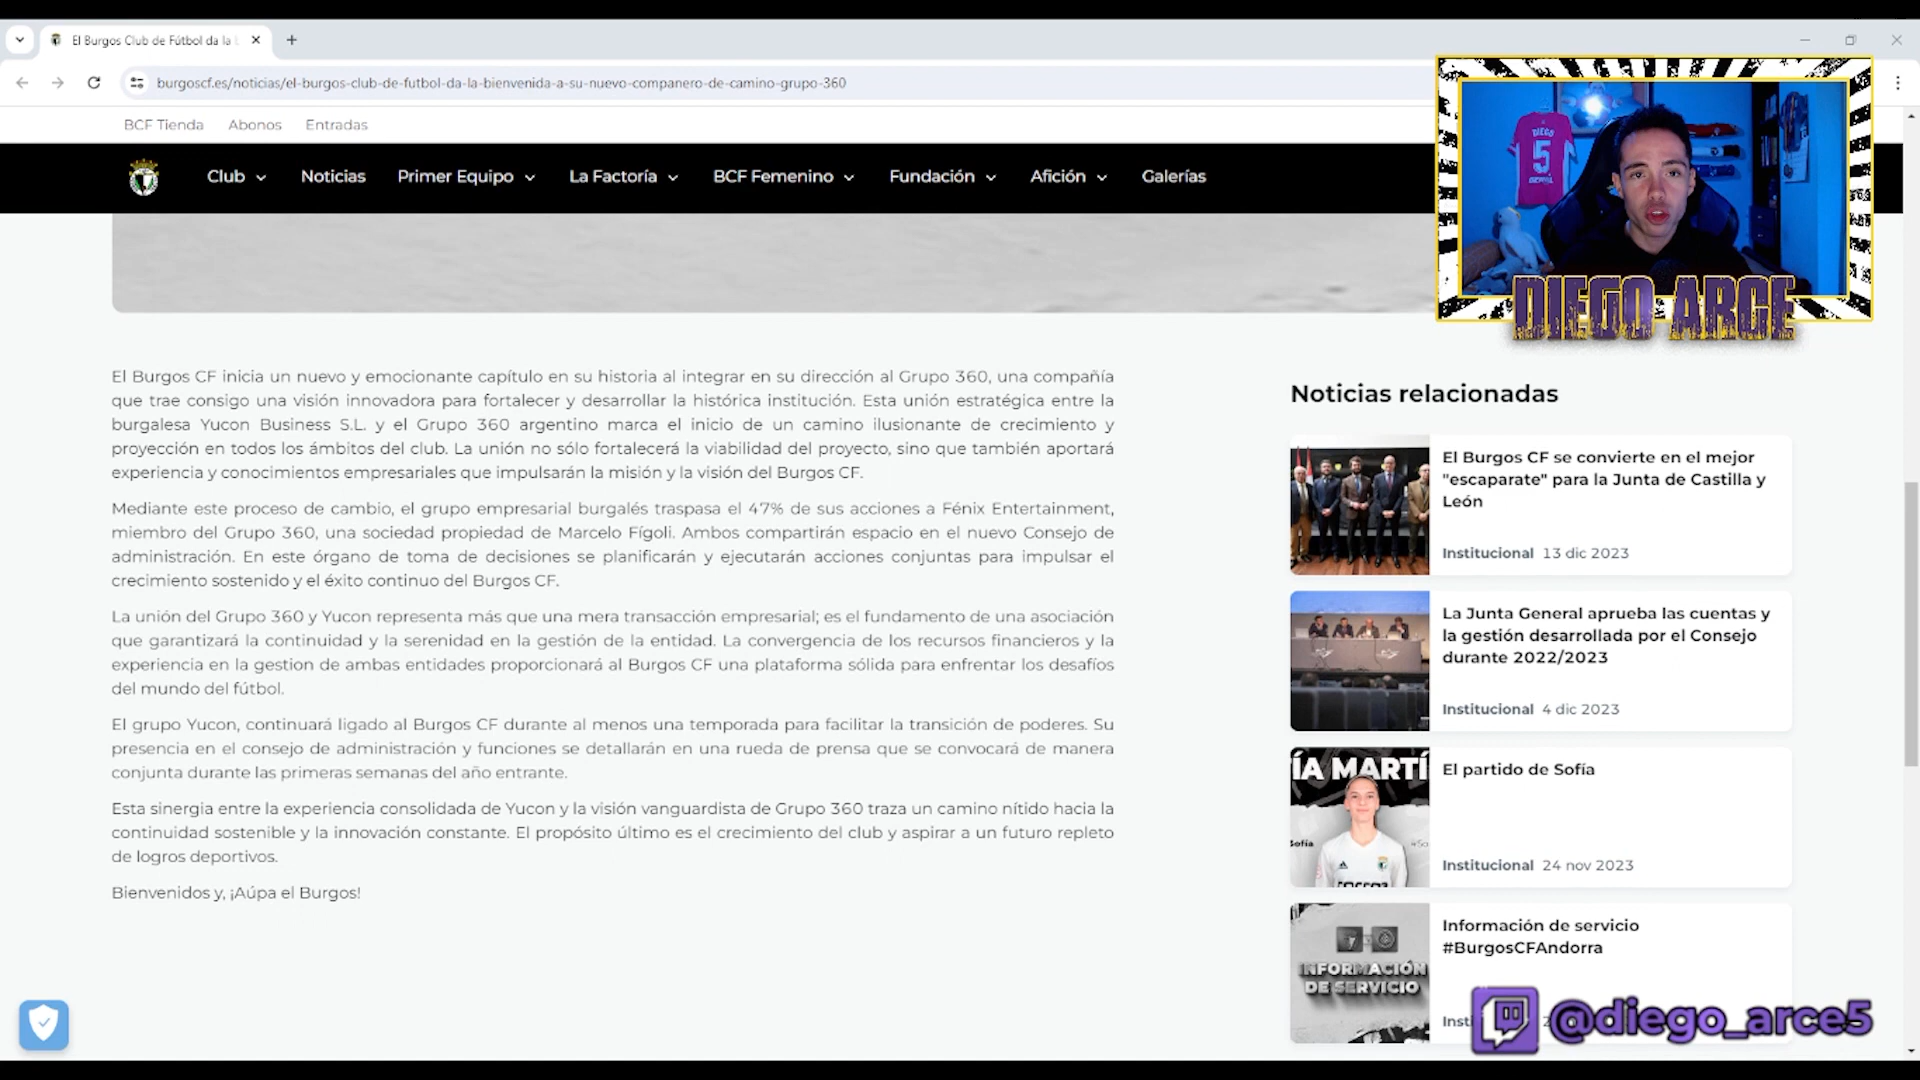 El Burgos Club de Fútbol da la
burgoscf.es/noticias/el-burgos-club-de-futbol-da-la-bienvenida-a-su-nuevo-companero-de-camino-grupo-360
BCF Tienda Abonos Entradas
Club Noticias Primer Equipo La Factoría BCF Femenino Fundación Afición Galerías
DIEGO
5
DIEGO ARCE
El Burgos CF inicia un nuevo y emocionante capítulo en su historia al integrar en su dirección al Grupo 360, una compañía
que trae consigo una visión innovadora para fortalecer y desarrollar la histórica institución. Esta unión estratégica entre la
burgalesa Yucon Business S.L. y el Grupo 360 argentino marca el inicio de un camino ilusionante de crecimiento y
proyección en todos los ámbitos del club. La unión no sólo fortalecerá la viabilidad del proyecto, sino que también aportará
experiencia y conocimientos empresariales que impulsarán la misión y la visión del Burgos CF.
Mediante este proceso de cambio, el grupo empresarial burgalés traspasa el 47% de sus acciones a Fénix Entertainment,
miembro del Grupo 360, una sociedad propiedad de Marcelo Fígoli. Ambos compartirán espacio en el nuevo Consejo de
administración. En este órgano de toma de decisiones se planificarán y ejecutarán acciones conjuntas para impulsar el
crecimiento sostenido y el éxito continuo del Burgos CF.
La unión del Grupo 360 y Yucon representa más que una mera transacción empresarial; es el fundamento de una asociación
que garantizará la continuidad y la serenidad en la gestión de la entidad. La convergencia de los recursos financieros y la
experiencia en la gestion de ambas entidades proporcionará al Burgos CF una plataforma sólida para enfrentar los desafíos
del mundo del fútbol.
El grupo Yucon, continuará ligado al Burgos CF durante al menos una temporada para facilitar la transición de poderes. Su
presencia en el consejo de administración y funciones se detallarán en una rueda de prensa que se convocará de manera
conjunta durante las primeras semanas del año entrante.
Esta sinergia entre la experiencia consolidada de Yucon y la visión vanguardista de Grupo 360 traza un camino nítido hacia la
continuidad sostenible y la innovación constante. El propósito último es el crecimiento del club y aspirar a un futuro repleto
de logros deportivos.
Bienvenidos y, ¡Aúpa el Burgos!
Noticias relacionadas
El Burgos CF se convierte en el mejor
"escaparate" para la Junta de Castilla y
León
Institucional 13 dic 2023
La Junta General aprueba las cuentas y
la gestión desarrollada por el Consejo
durante 2022/2023
Institucional 4 dic 2023
ÍA MARTÍ
Sofía
El partido de Sofía
Institucional 24 nov 2023
INFORMACIÓN
DE SERVICIO
Información de servicio
#BurgosCFAndorra
Insti
@diego_arce5